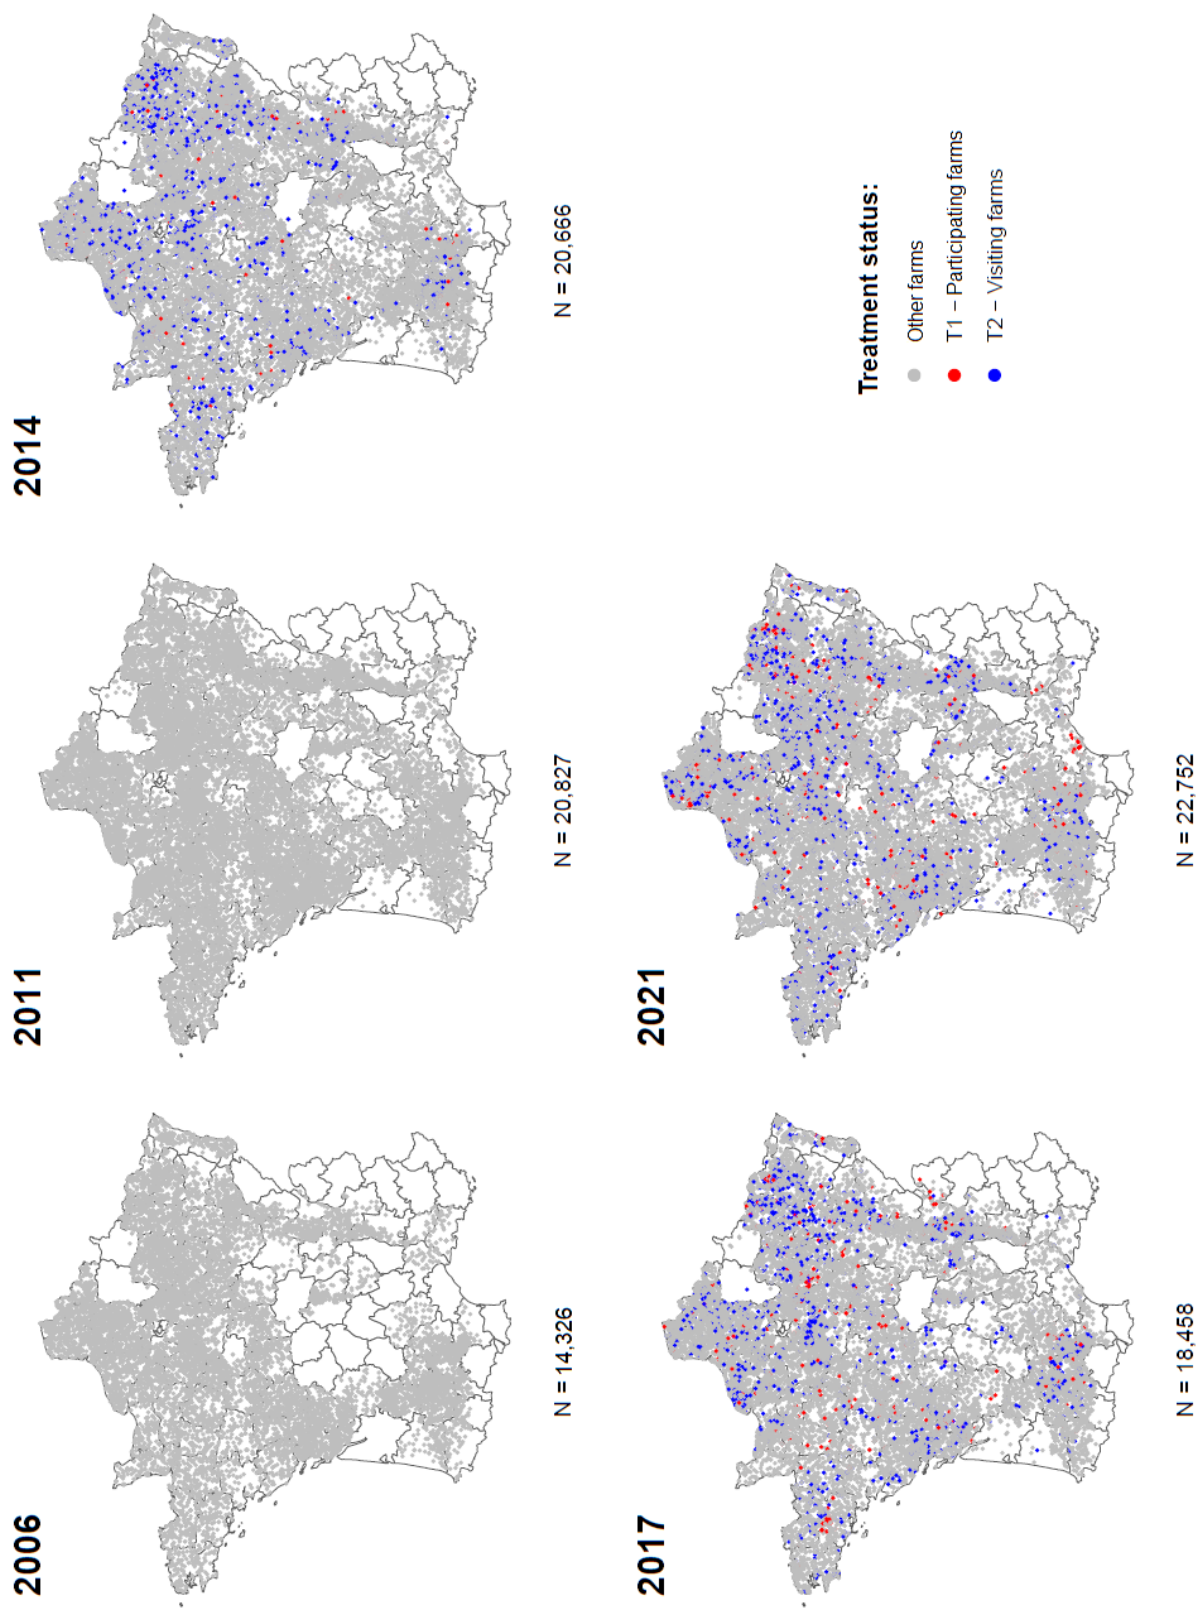 2006
N = 14,326
2011
N = 20,827
2014
N = 20,666
2017
N = 18,458
2021
N = 22,752
Treatment status:
Other farms
T1 – Participating farms
T2 – Visiting farms